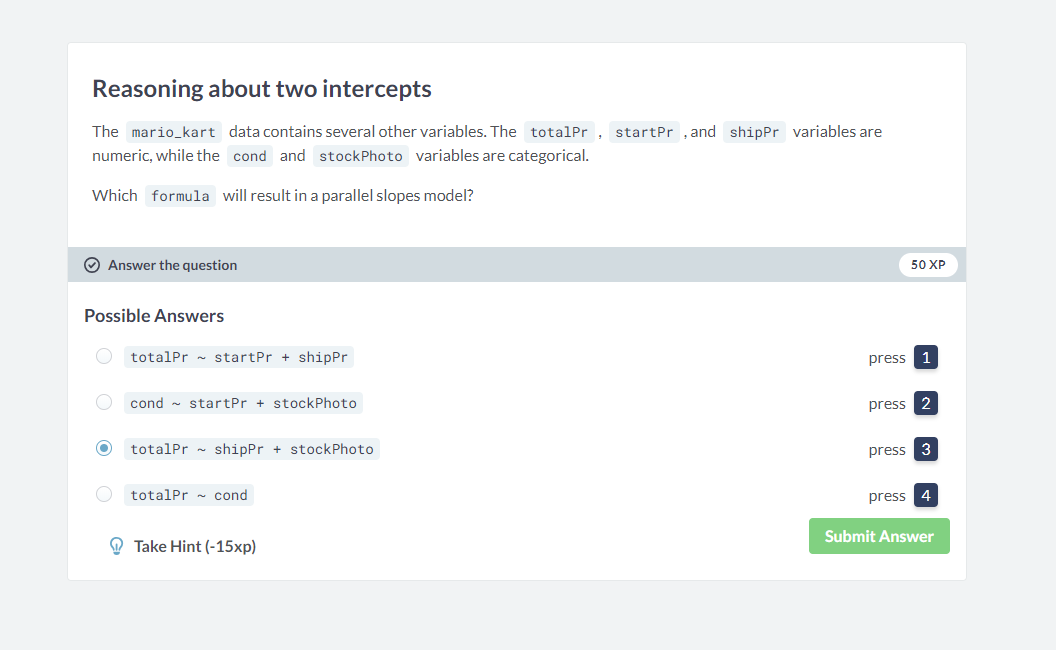 Reasoning about two intercepts
The mario_kart data contains several other variables. The totalPr , startPr , and shipPr variables are
numeric, while the cond and stockPhoto variables are categorical.
Which formula will result in a parallel slopes model?
Answer the question 50 XP
Possible Answers
totalPr ~ startPr + shipPr press 1
cond ~ startPr + stockPhoto press 2
totalPr ~ shipPr + stockPhoto press 3
totalPr ~ cond press 4
Take Hint (-15xp) Submit Answer